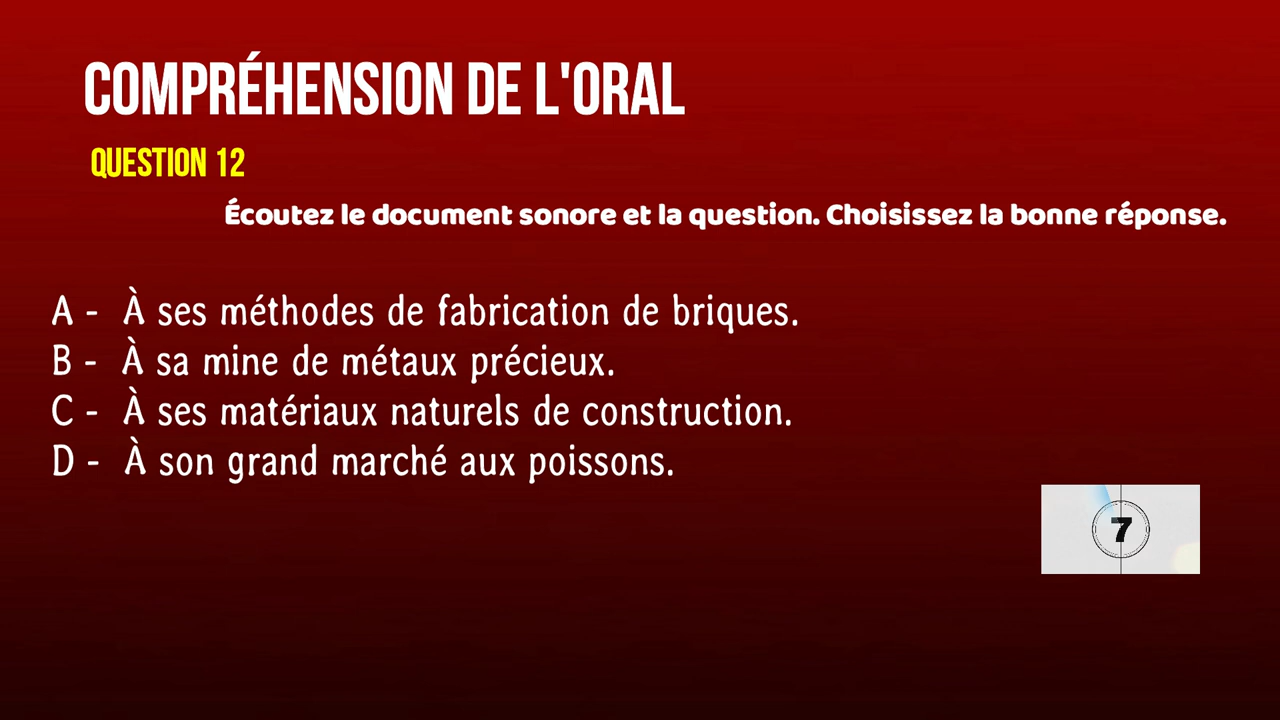 COMPRÉHENSION DE L'ORAL
QUESTION 12
Écoutez le document sonore et la question. Choisissez la bonne réponse.
A - À ses méthodes de fabrication de briques.
B - À sa mine de métaux précieux.
C - À ses matériaux naturels de construction.
D - À son grand marché aux poissons.
7